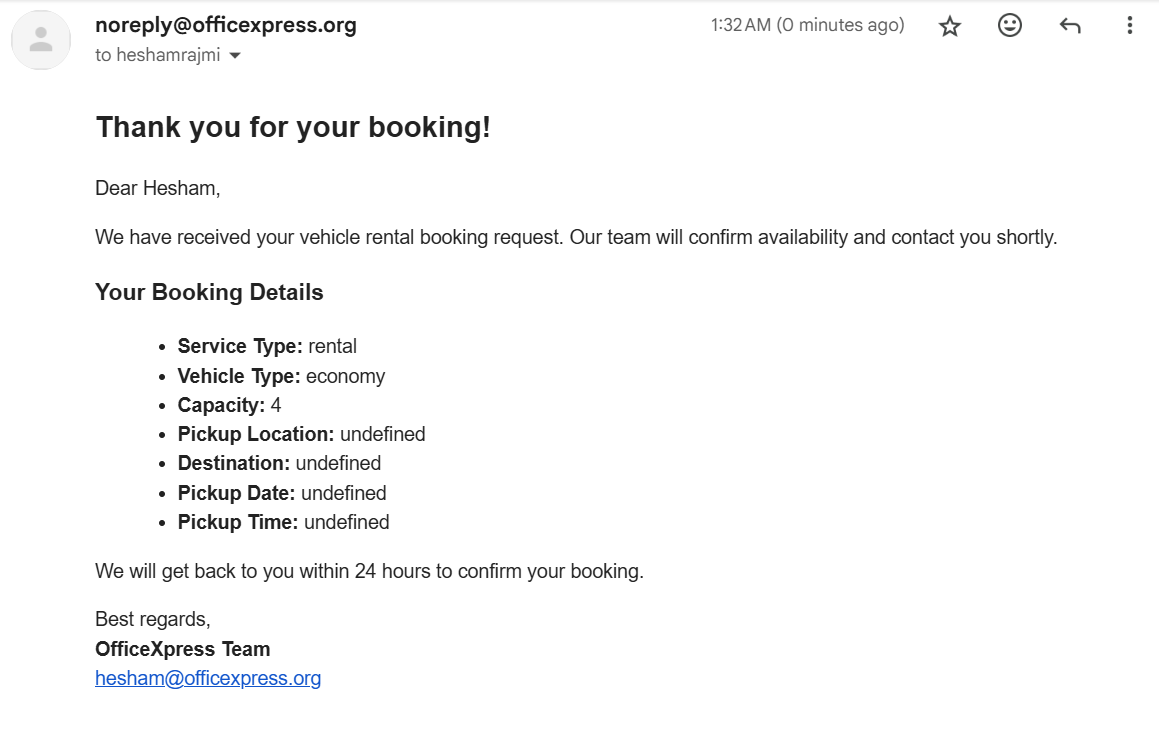 noreply@officexpress.org
1:32 AM (0 minutes ago)
to heshamrajmi
Thank you for your booking!
Dear Hesham,
We have received your vehicle rental booking request. Our team will confirm availability and contact you shortly.
Your Booking Details
• Service Type: rental
• Vehicle Type: economy
• Capacity: 4
• Pickup Location: undefined
• Destination: undefined
• Pickup Date: undefined
• Pickup Time: undefined
We will get back to you within 24 hours to confirm your booking.
Best regards,
OfficeXpress Team
hesham@officexpress.org